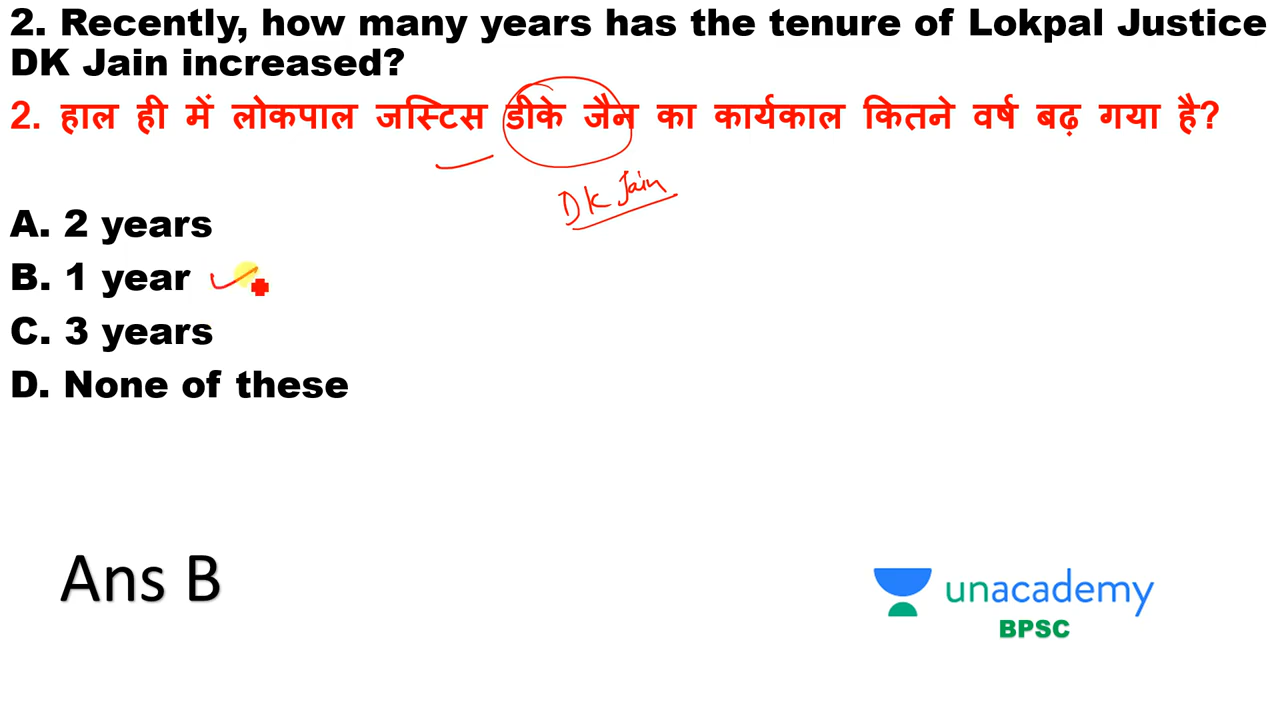 2. Recently, how many years has the tenure of Lokpal Justice
DK Jain increased?
2. हाल ही में लोकपाल जस्टिस डीके जैन का कार्यकाल कितने वर्ष बढ़ गया है?
DK Jain
A. 2 years
B. 1 year
C. 3 years
D. None of these
Ans B
unacademy
BPSC